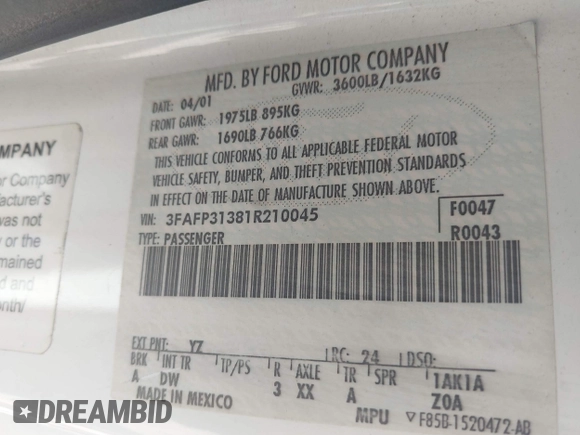 MFD. BY FORD MOTOR COMPANY
GVWR: 3600LB/1632KG
DATE: 04/01
FRONT GAWR: 1975LB 895KG
REAR GAWR: 1690LB 766KG
THIS VEHICLE CONFORMS TO ALL APPLICABLE FEDERAL MOTOR
VEHICLE SAFETY, BUMPER, AND THEFT PREVENTION STANDARDS
IN EFFECT ON THE DATE OF MANUFACTURE SHOWN ABOVE.
VIN: 3FAFP31381R210045
F0047
TYPE: PASSENGER
R0043
EXT PNT: YZ RC: 24 DSO:
BRK INT TR TP/PS R AXLE TR SPR 1AK1A
A DW 3 XX A Z0A
MADE IN MEXICO
MPU F85B-1520472-AB
OMPANY
or Company
facturer's
was not
y or the
mained
d and
onth/
DREAMBID